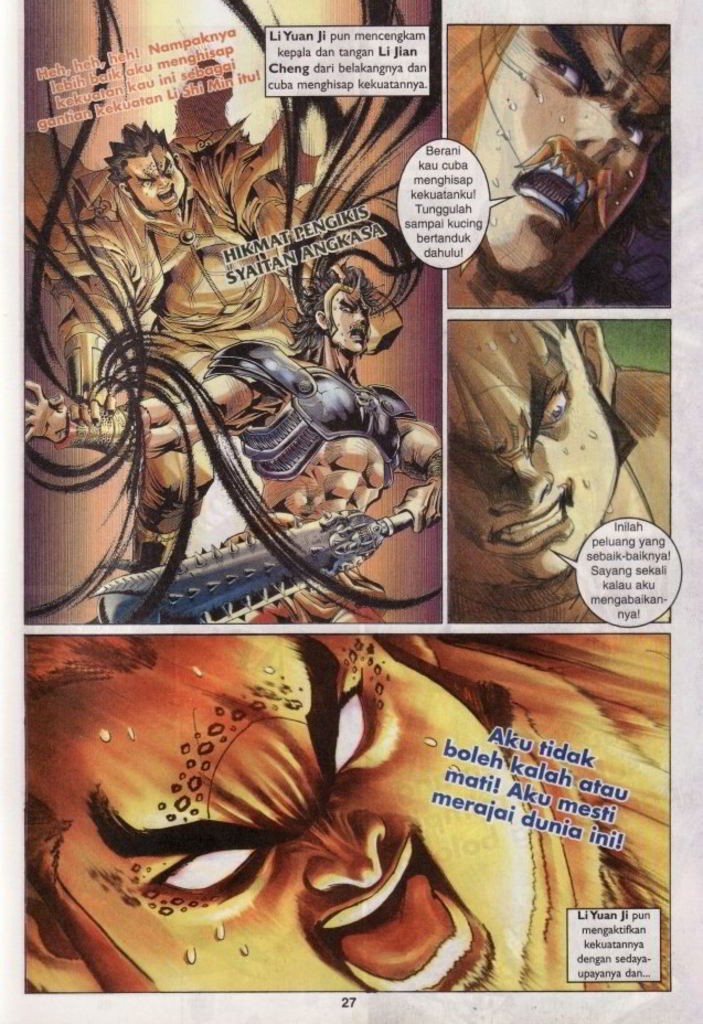 Heh, heh, heh! Nampaknya
lebih baik aku menghisap
kekuatan kau ini sebagai
gantian kekuatan Li Shi Min itu!
Li Yuan Ji pun mencengkam
kepala dan tangan Li Jian
Cheng dari belakangnya dan
cuba menghisap kekuatannya.
HIKMAT PENGIKIS
SYAITAN ANGKASA
Berani
kau cuba
menghisap
kekuatanku!
Tunggulah
sampai kucing
bertanduk
dahulu!
Inilah
peluang yang
sebaik-baiknya!
Sayang sekali
kalau aku
mengabaikan-
nya!
Aku tidak
boleh kalah atau
mati! Aku mesti
merajai dunia ini!
Li Yuan Ji pun
mengaktifkan
kekuatannya
dengan sedaya-
upayanya dan...
27